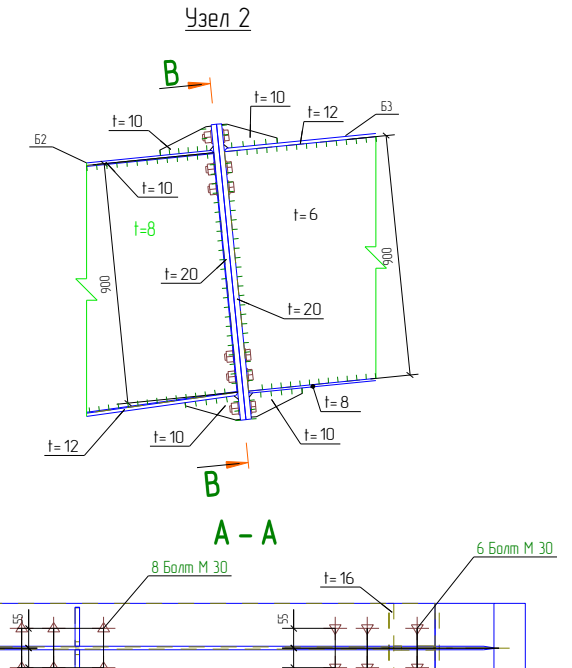 Узел 2
В
t=10
t=10
t=12
Б3
Б2
t=10
t=8
t=6
900
900
t=20
t=20
t=8
t=10
t=10
t=12
В
А - А
8 Болт М 30
6 Болт М 30
t=16
55
55